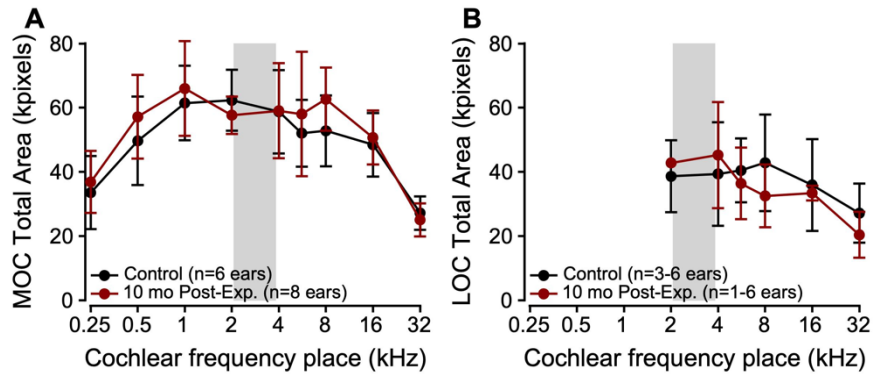 A
MOC Total Area (kpixels)
80
60
40
20
0
Control (n=6 ears)
10 mo Post-Exp. (n=8 ears)
0.25 0.5 1 2 4 8 16 32
Cochlear frequency place (kHz)
B
LOC Total Area (kpixels)
80
60
40
20
0
Control (n=3-6 ears)
10 mo Post-Exp. (n=1-6 ears)
0.25 0.5 1 2 4 8 16 32
Cochlear frequency place (kHz)